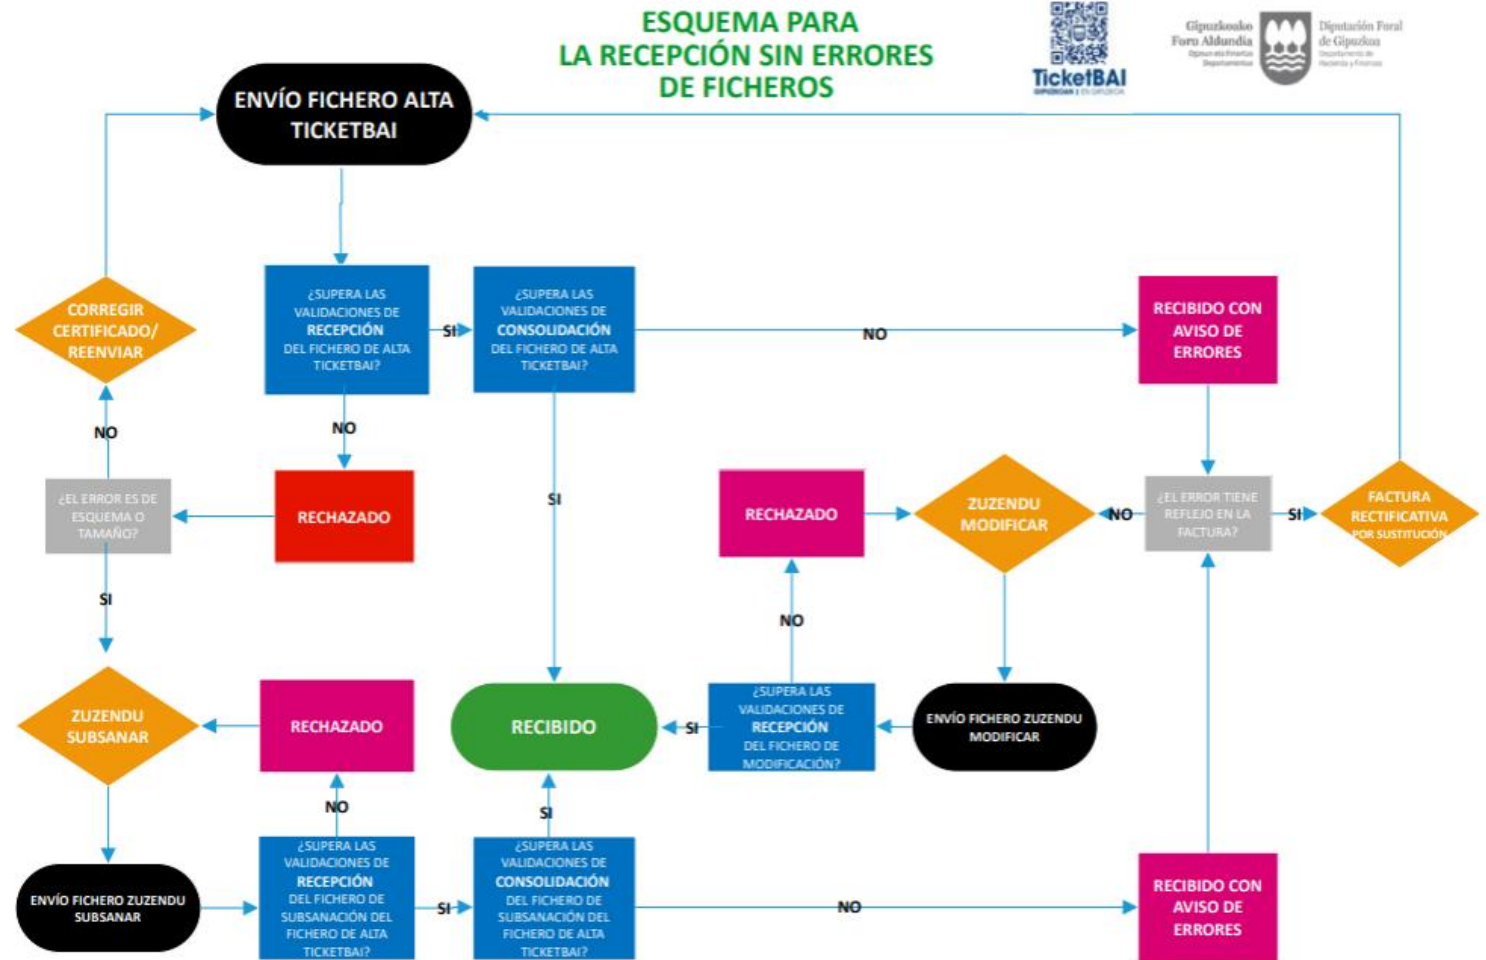 ESQUEMA PARA
LA RECEPCIÓN SIN ERRORES
DE FICHEROS
TicketBAI
Gipuzkoako
Foru Aldundia
Diputación Foral
de Gipuzkoa
ENVÍO FICHERO ALTA
TICKETBAI
CORREGIR
CERTIFICADO/
REENVIAR
¿SUPERA LAS
VALIDACIONES DE
RECEPCIÓN
DEL FICHERO DE ALTA
TICKETBAI?
SI
¿SUPERA LAS
VALIDACIONES DE
CONSOLIDACIÓN
DEL FICHERO DE ALTA
TICKETBAI?
NO
RECIBIDO CON
AVISO DE
ERRORES
NO
NO
¿EL ERROR ES DE
ESQUEMA O
TAMAÑO?
RECHAZADO
SI
RECHAZADO
ZUZENDU
MODIFICAR
NO
¿EL ERROR TIENE
REFLEJO EN LA
FACTURA?
SI
FACTURA
RECTIFICATIVA
POR SUSTITUCIÓN
SI
NO
ZUZENDU
SUBSANAR
RECHAZADO
RECIBIDO
SI
¿SUPERA LAS
VALIDACIONES DE
RECEPCIÓN
DEL FICHERO DE
MODIFICACIÓN?
ENVÍO FICHERO ZUZENDU
MODIFICAR
NO
SI
ENVÍO FICHERO ZUZENDU
SUBSANAR
¿SUPERA LAS
VALIDACIONES DE
RECEPCIÓN
DEL FICHERO DE
SUBSANACIÓN DEL
FICHERO DE ALTA
TICKETBAI?
SI
¿SUPERA LAS
VALIDACIONES DE
CONSOLIDACIÓN
DEL FICHERO DE
SUBSANACIÓN DEL
FICHERO DE ALTA
TICKETBAI?
NO
RECIBIDO CON
AVISO DE
ERRORES